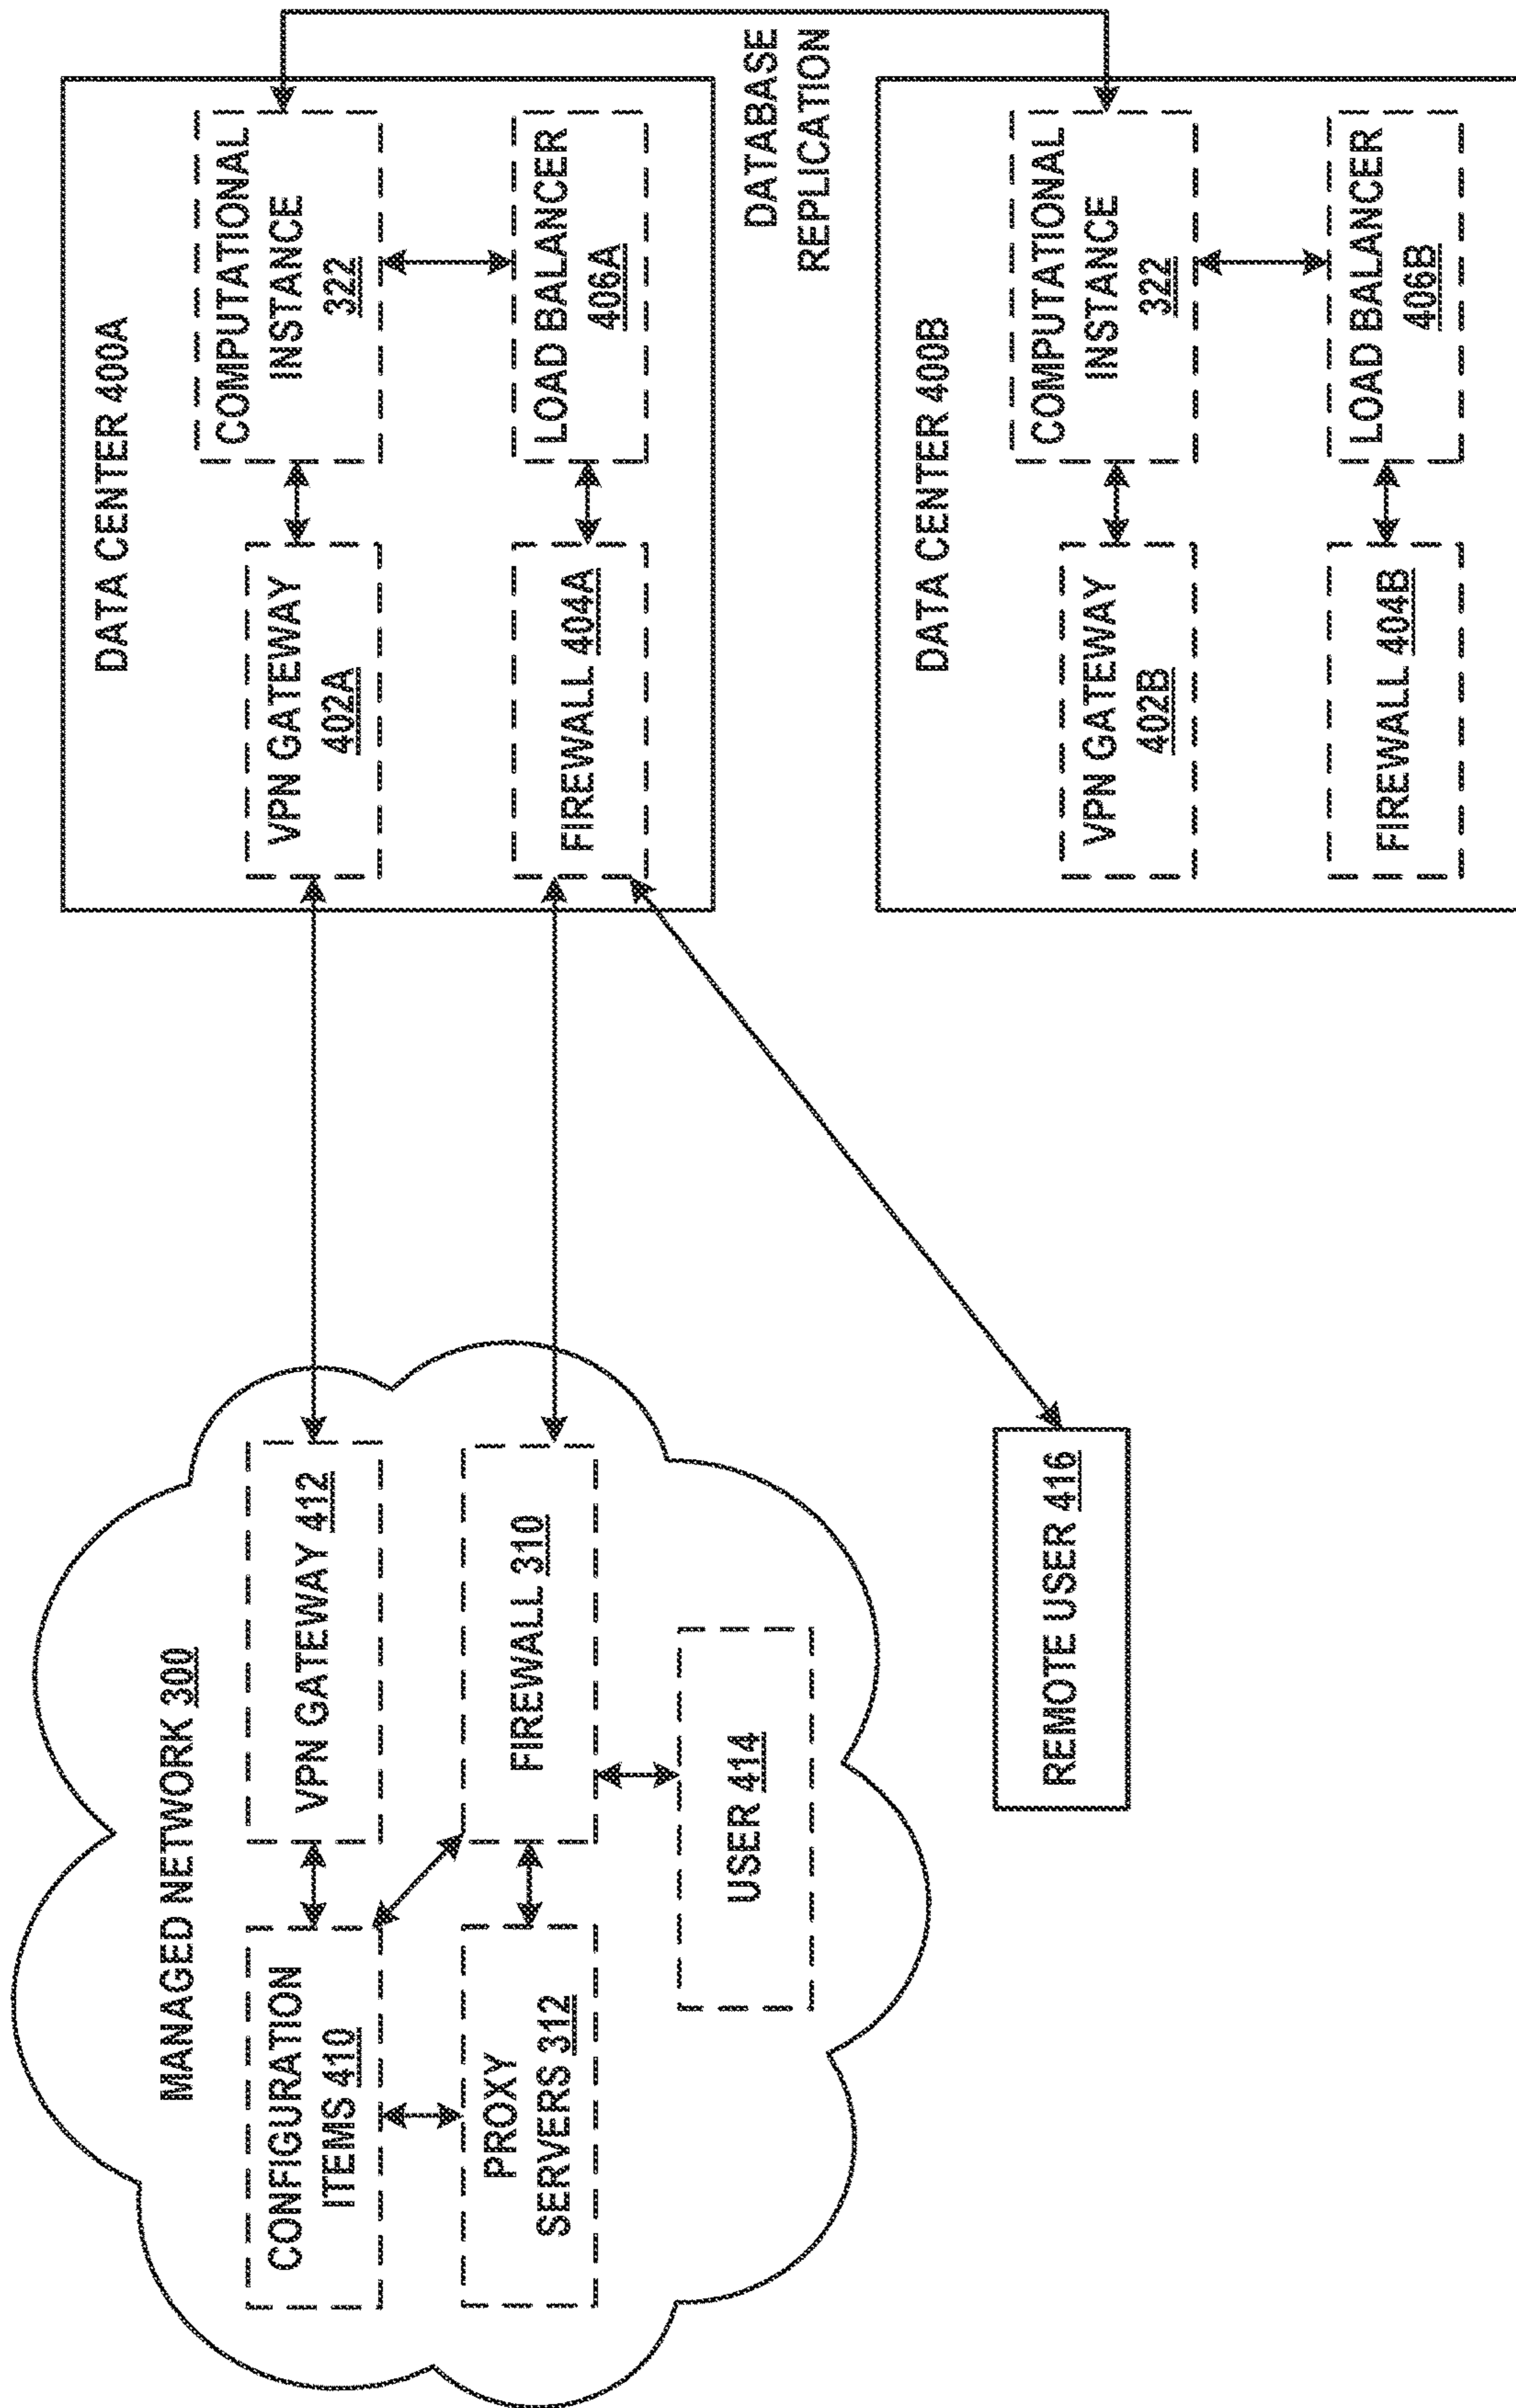 MANAGED NETWORK 300
CONFIGURATION
ITEMS 410
VPN GATEWAY 412
PROXY
SERVERS 312
FIREWALL 310
USER 414
REMOTE USER 416
DATA CENTER 400A
VPN GATEWAY
402A
COMPUTATIONAL
INSTANCE
322
FIREWALL 404A
LOAD BALANCER
406A
DATABASE
REPLICATION
DATA CENTER 400B
VPN GATEWAY
402B
COMPUTATIONAL
INSTANCE
322
FIREWALL 404B
LOAD BALANCER
406B